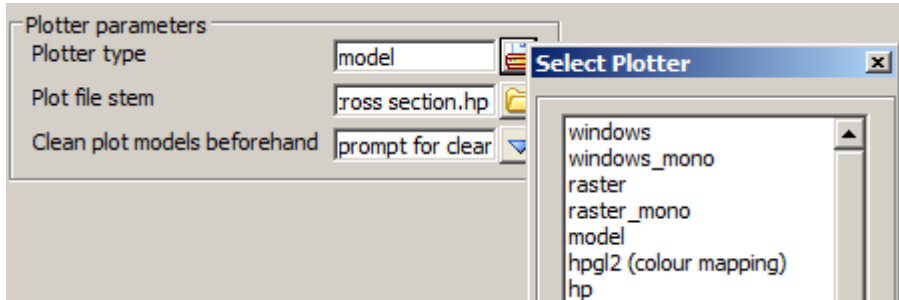 Plotter parameters
Plotter type
model
Plot file stem
cross section.hp
Clean plot models beforehand
prompt for clear
Select Plotter
windows
windows_mono
raster
raster_mono
model
hpgl2 (colour mapping)
hp